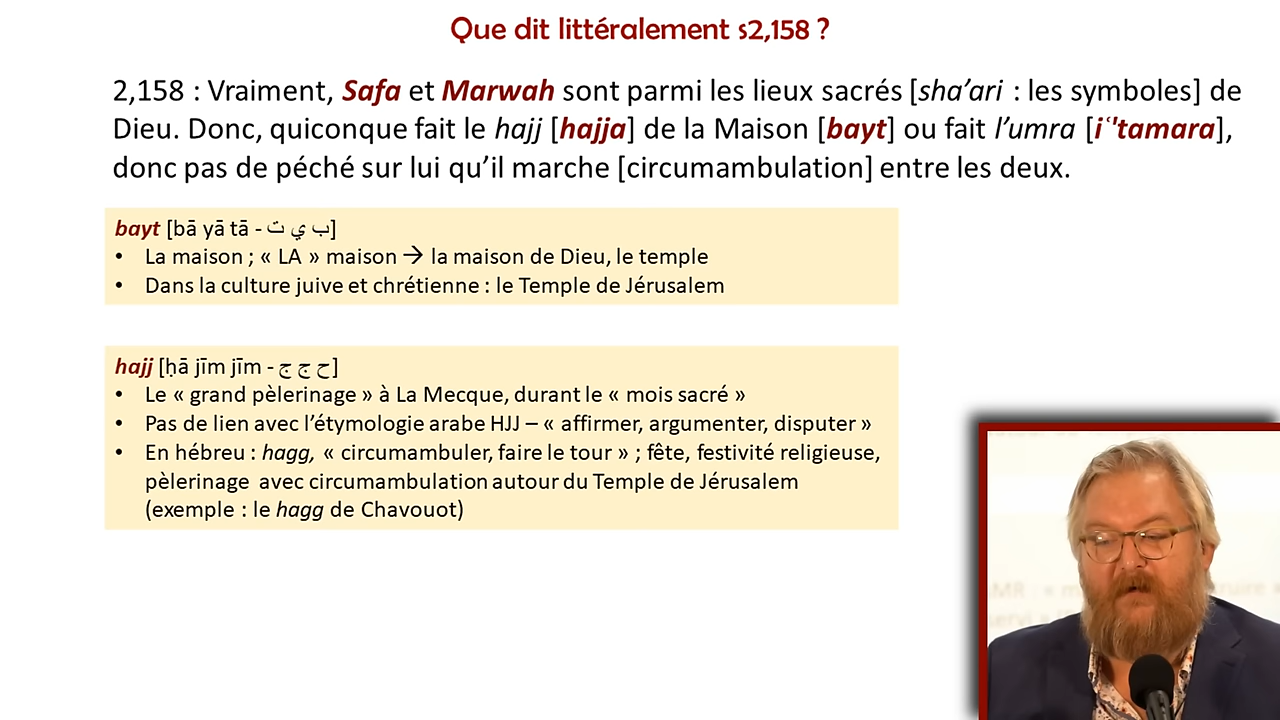 Que dit littéralement s2,158 ?
2,158 : Vraiment, Safa et Marwah sont parmi les lieux sacrés [sha’ari : les symboles] de
Dieu. Donc, quiconque fait le hajj [hajja] de la Maison [bayt] ou fait l’umra [iʿ'tamara],
donc pas de péché sur lui qu’il marche [circumambulation] entre les deux.
bayt [bā yā tā - ب ي ت]
• La maison ; « LA » maison → la maison de Dieu, le temple
• Dans la culture juive et chrétienne : le Temple de Jérusalem
hajj [ḥā jīm jīm - ح ج ج]
• Le « grand pèlerinage » à La Mecque, durant le « mois sacré »
• Pas de lien avec l’étymologie arabe HJJ – « affirmer, argumenter, disputer »
• En hébreu : hagg, « circumambuler, faire le tour » ; fête, festivité religieuse,
pèlerinage avec circumambulation autour du Temple de Jérusalem
(exemple : le hagg de Chavouot)